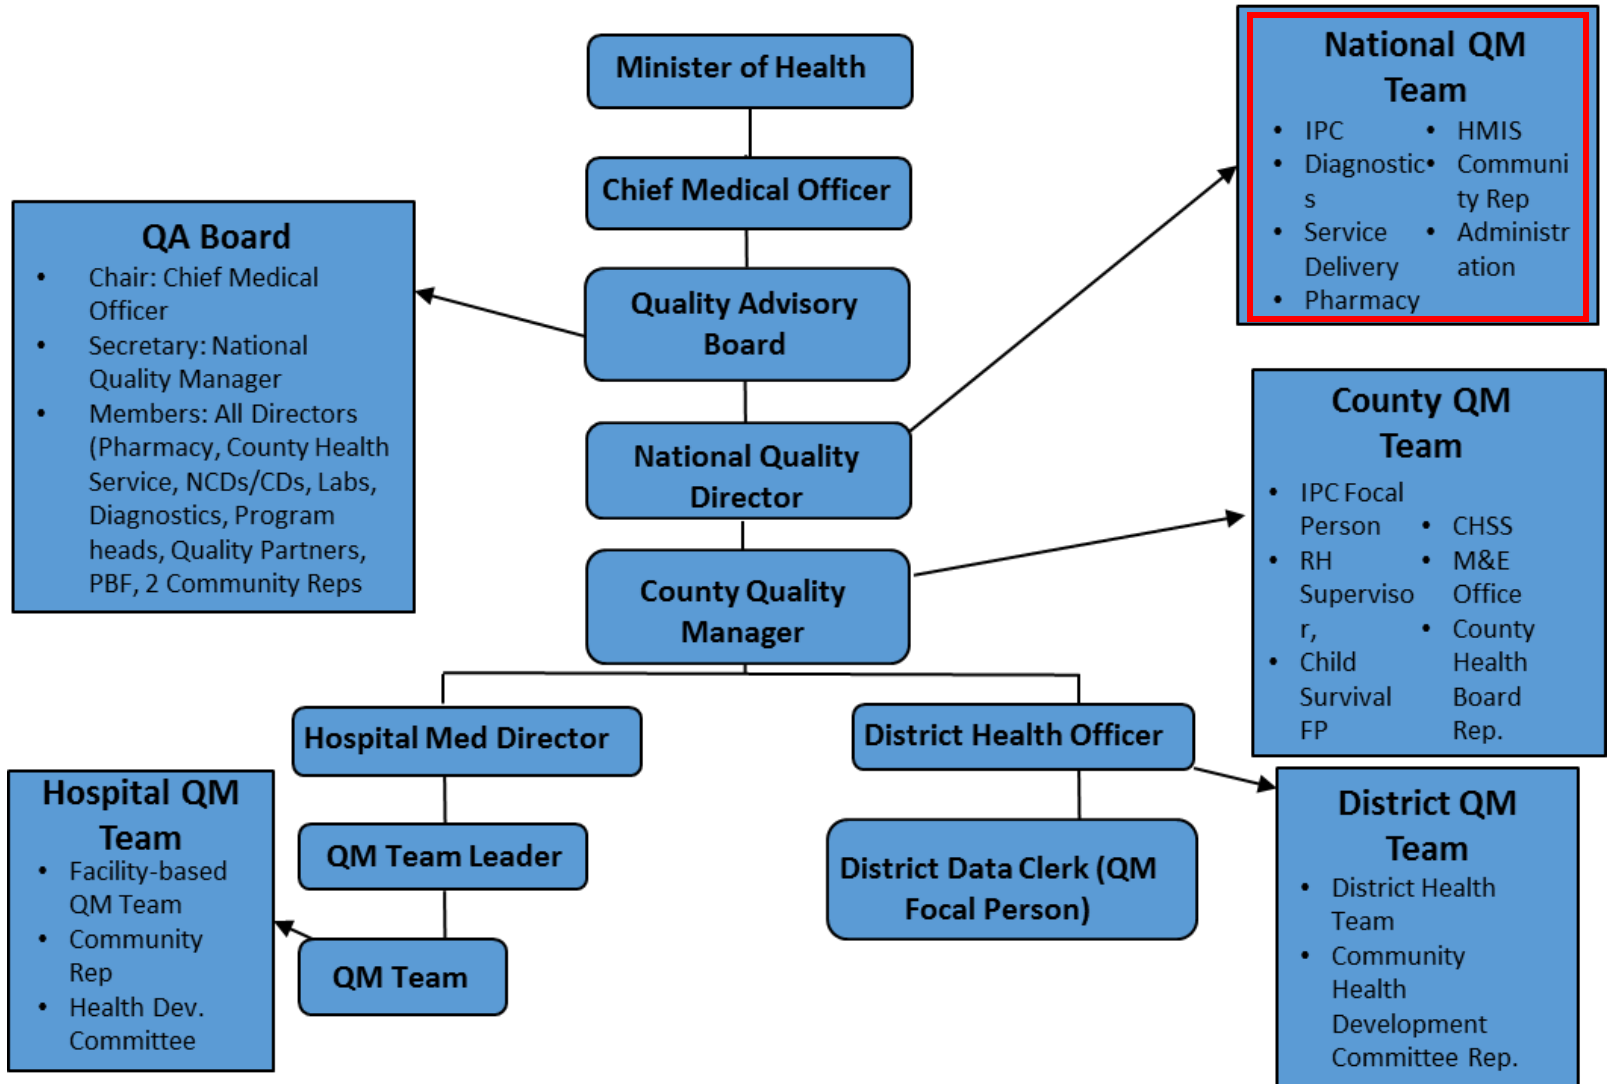 Minister of Health
Chief Medical Officer
Quality Advisory
Board
National Quality
Director
County Quality
Manager
Hospital Med Director
District Health Officer
QM Team Leader
District Data Clerk (QM
Focal Person)
QM Team
QA Board
• Chair: Chief Medical
Officer
• Secretary: National
Quality Manager
• Members: All Directors
(Pharmacy, County Health
Service, NCDs/CDs, Labs,
Diagnostics, Program
heads, Quality Partners,
PBF, 2 Community Reps
National QM
Team
• IPC
• Diagnostic
s
• Service
Delivery
• Pharmacy
• HMIS
• Communi
ty Rep
• Administr
ation
County QM
Team
• IPC Focal
Person
• RH
Superviso
r,
• Child
Survival
FP
• CHSS
• M&E
Office
• County
Health
Board
Rep.
Hospital QM
Team
• Facility-based
QM Team
• Community
Rep
• Health Dev.
Committee
District QM
Team
• District Health
Team
• Community
Health
Development
Committee Rep.